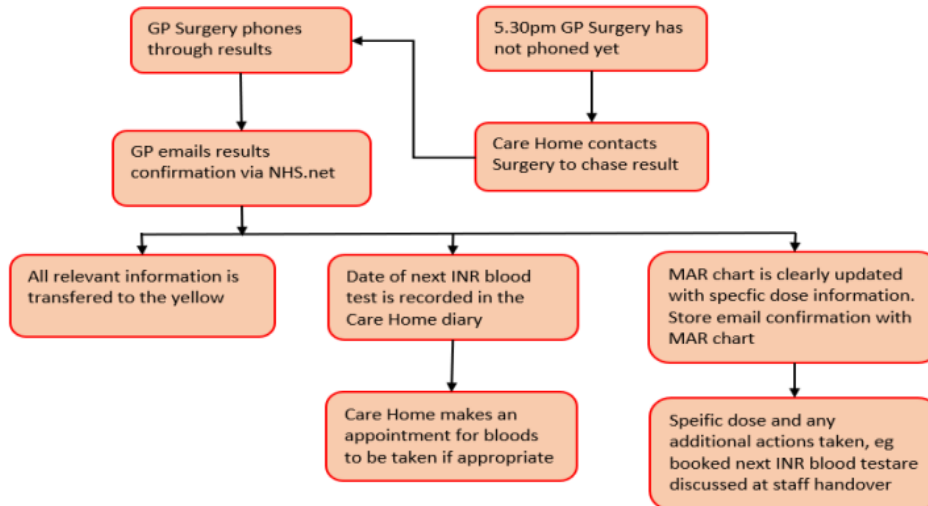 GP Surgery phones
through results
5.30pm GP Surgery has
not phoned yet
GP emails results
confirmation via NHS.net
Care Home contacts
Surgery to chase result
All relevant information is
transfered to the yellow
Date of next INR blood
test is recorded in the
Care Home diary
MAR chart is clearly updated
with specfic dose information.
Store email confirmation with
MAR chart
Care Home makes an
appointment for bloods
to be taken if appropriate
Speific dose and any
additional actions taken, eg
booked next INR blood testare
discussed at staff handover